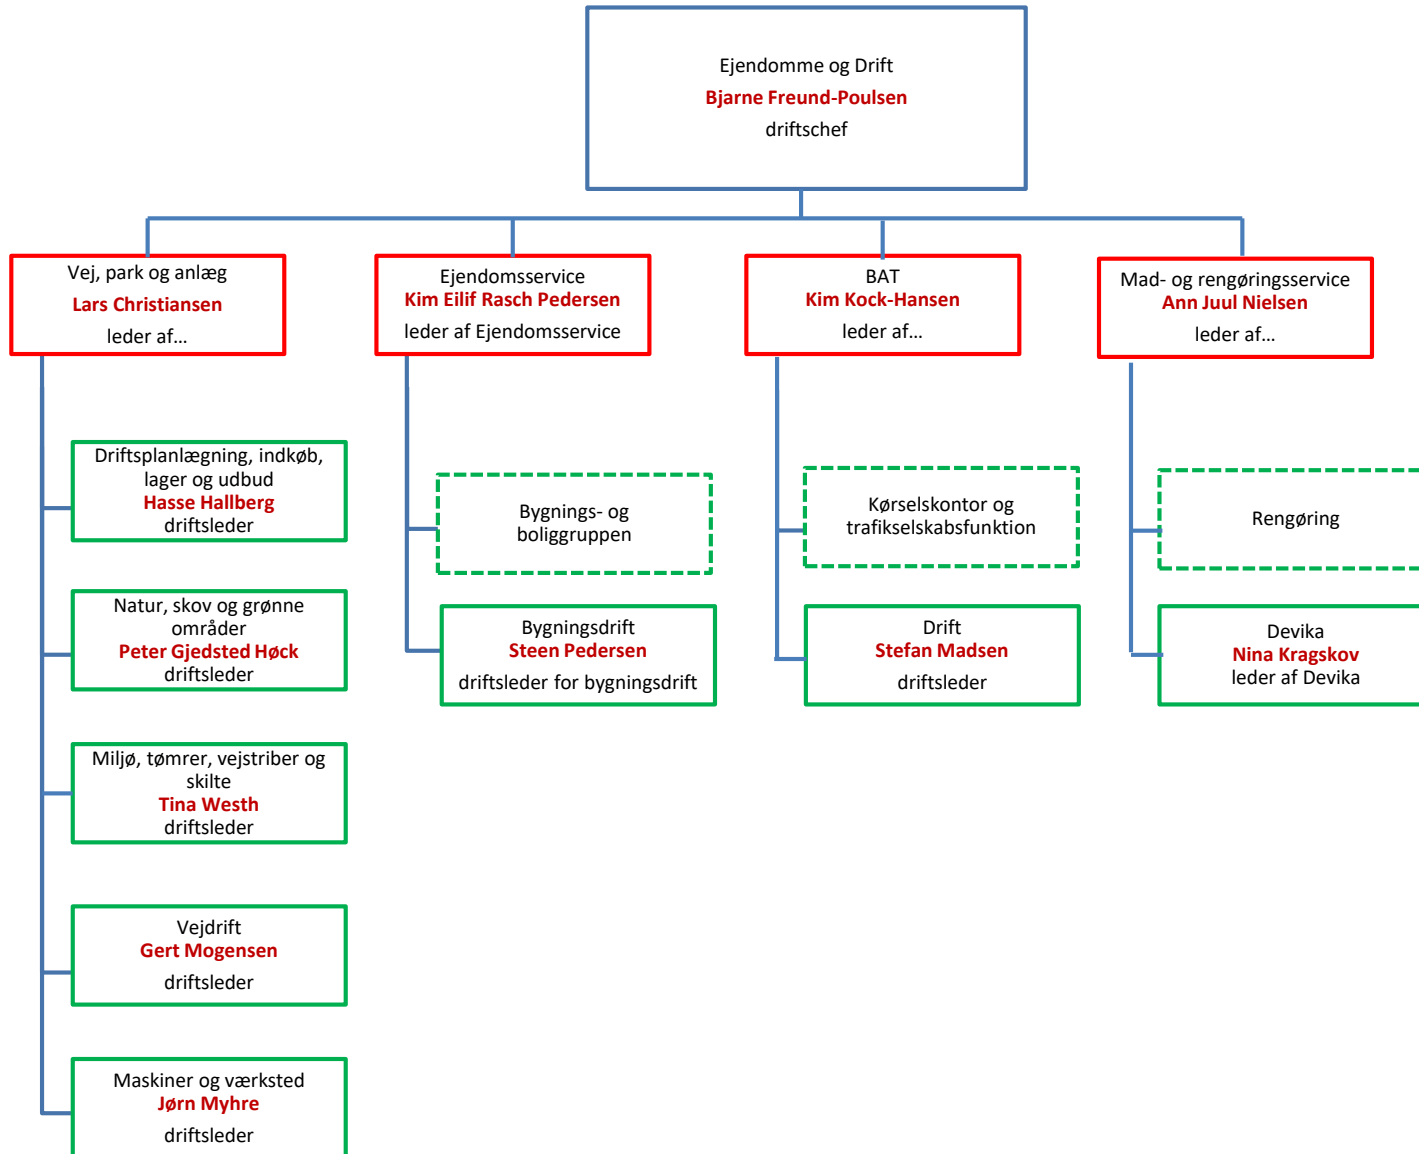 Ejendomme og Drift
Bjarne Freund-Poulsen
driftschef
Vej, park og anlæg
Lars Christiansen
leder af…
Ejendomsservice
Kim Eilif Rasch Pedersen
leder af Ejendomsservice
BAT
Kim Kock-Hansen
leder af…
Mad- og rengøringsservice
Ann Juul Nielsen
leder af…
Driftsplanlægning, indkøb,
lager og udbud
Hasse Hallberg
driftsleder
Natur, skov og grønne
områder
Peter Gjedsted Høck
driftsleder
Miljø, tømrer, vejstriber og
skilte
Tina Westh
driftsleder
Vejdrift
Gert Mogensen
driftsleder
Maskiner og værksted
Jørn Myhre
driftsleder
Bygnings- og
boliggruppen
Bygningsdrift
Steen Pedersen
driftsleder for bygningsdrift
Kørselskontor og
trafikselskabsfunktion
Drift
Stefan Madsen
driftsleder
Rengøring
Devika
Nina Kragskov
leder af Devika